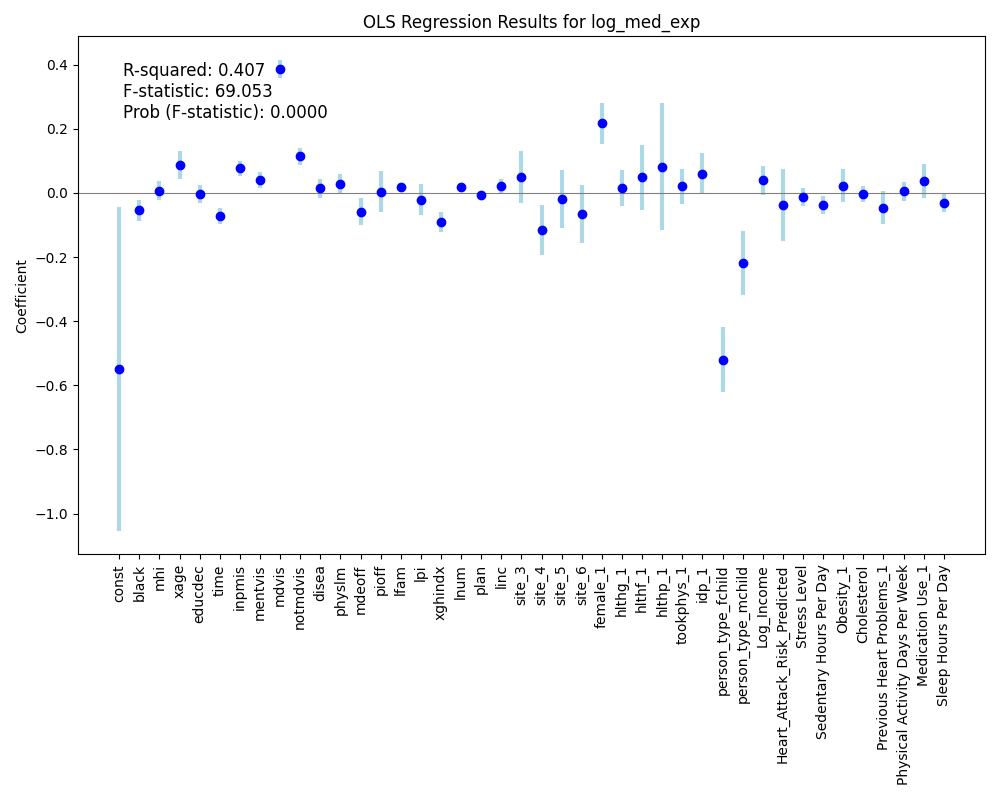 OLS Regression Results for log_med_exp
R-squared: 0.407
F-statistic: 69.053
Prob (F-statistic): 0.0000
Coefficient
0.4
0.2
0.0
−0.2
−0.4
−0.6
−0.8
−1.0
const
black
mhi
xage
educdec
time
inpmis
mentvis
mdvis
notmdvis
disea
physlm
mdeoff
pioff
lfam
lpi
xghindx
lnum
plan
linc
site_3
site_4
site_5
site_6
female_1
hlthg_1
hlthf_1
hlthp_1
tookphys_1
idp_1
person_type_fchild
person_type_mchild
Log_Income
Heart_Attack_Risk_Predicted
Stress Level
Sedentary Hours Per Day
Obesity_1
Cholesterol
Previous Heart Problems_1
Physical Activity Days Per Week
Medication Use_1
Sleep Hours Per Day